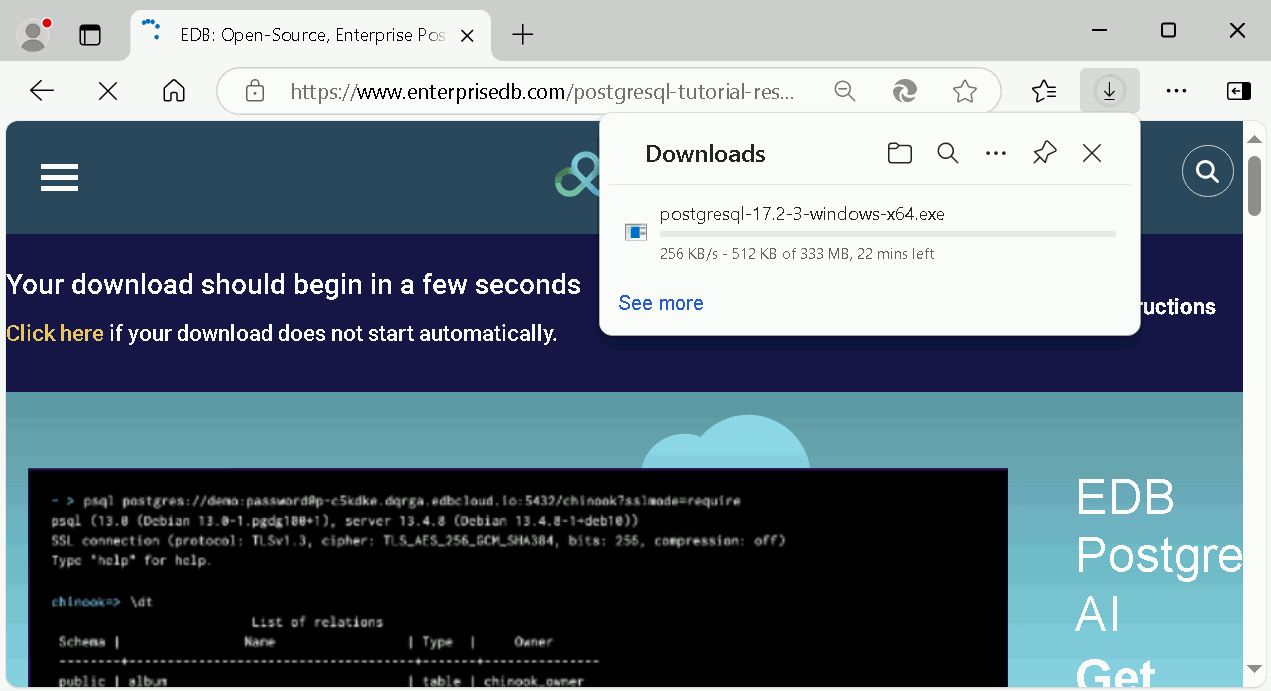 EDB: Open-Source, Enterprise Pos
https://www.enterprisedb.com/postgresql-tutorial-res...
Downloads
postgresql-17.2-3-windows-x64.exe
256 KB/s - 512 KB of 333 MB, 22 mins left
See more
Your download should begin in a few seconds
Click here if your download does not start automatically.
ructions
~ > psql postgres://demo:password@p-c5kdke.dqrga.edbcloud.io:5432/chinook?sslmode=require
psql (13.0 (Debian 13.0-1.pgdg100+1), server 13.4.8 (Debian 13.4.8-1+deb10))
SSL connection (protocol: TLSv1.3, cipher: TLS_AES_256_GCM_SHA384, bits: 256, compression: off)
Type "help" for help.
chinook=> \dt
List of relations
Schema | Name | Type | Owner
--------+------------------------------------+-------+---------------
public | album | table | chinook_owner
EDB
Postgre
AI
Get